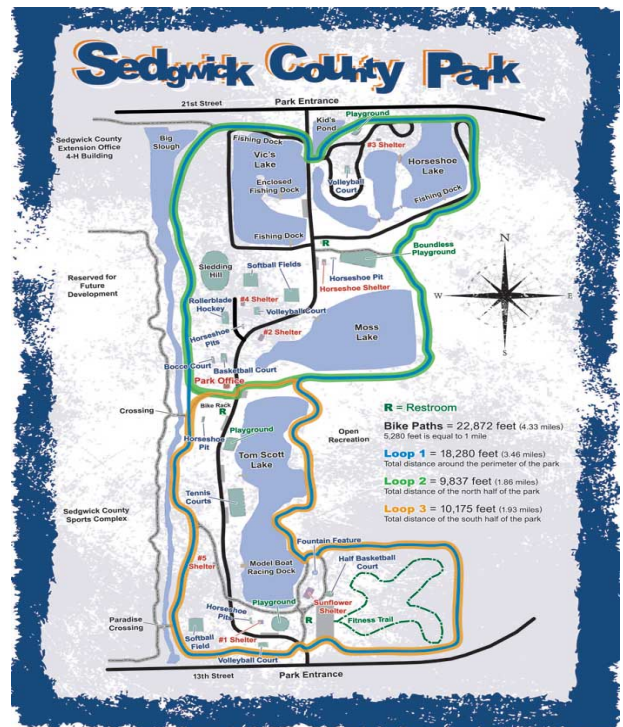 Sedgwick County Park
21st Street
Park Entrance
Sedgwick County
Extension Office
4-H Building
Big
Slough
Fishing Dock
Vic's
Lake
Enclosed
Fishing Dock
Fishing Dock
Kid's
Pond
Playground
#3 Shelter
Volleyball
Court
Horseshoe
Lake
Fishing Dock
R
Boundless
Playground
Horseshoe Pit
Horseshoe Shelter
Reserved for
Future
Development
Sledding
Hill
Softball Fields
#4 Shelter
Rollerblade
Hockey
Volleyball Court
Horseshoe
Pits
#2 Shelter
Moss
Lake
Bocce Court
Basketball Court
Park Office
N
W
E
S
Crossing
Bike Rack
R
Horseshoe
Pit
Playground
Tom Scott
Lake
Open
Recreation
R = Restroom
Bike Paths = 22,872 feet (4.33 miles)
5,280 feet is equal to 1 mile
Loop 1 = 18,280 feet (3.46 miles)
Total distance around the perimeter of the park
Loop 2 = 9,837 feet (1.86 miles)
Total distance of the north half of the park
Loop 3 = 10,175 feet (1.93 miles)
Total distance of the south half of the park
Tennis
Courts
Sedgwick County
Sports Complex
#5
Shelter
Model Boat
Racing Dock
Fountain Feature
Half Basketball
Court
Sunflower
Shelter
Fitness Trail
R
Playground
Horseshoe
Pits
Paradise
Crossing
Softball
Field
#1 Shelter
Volleyball Court
13th Street
Park Entrance